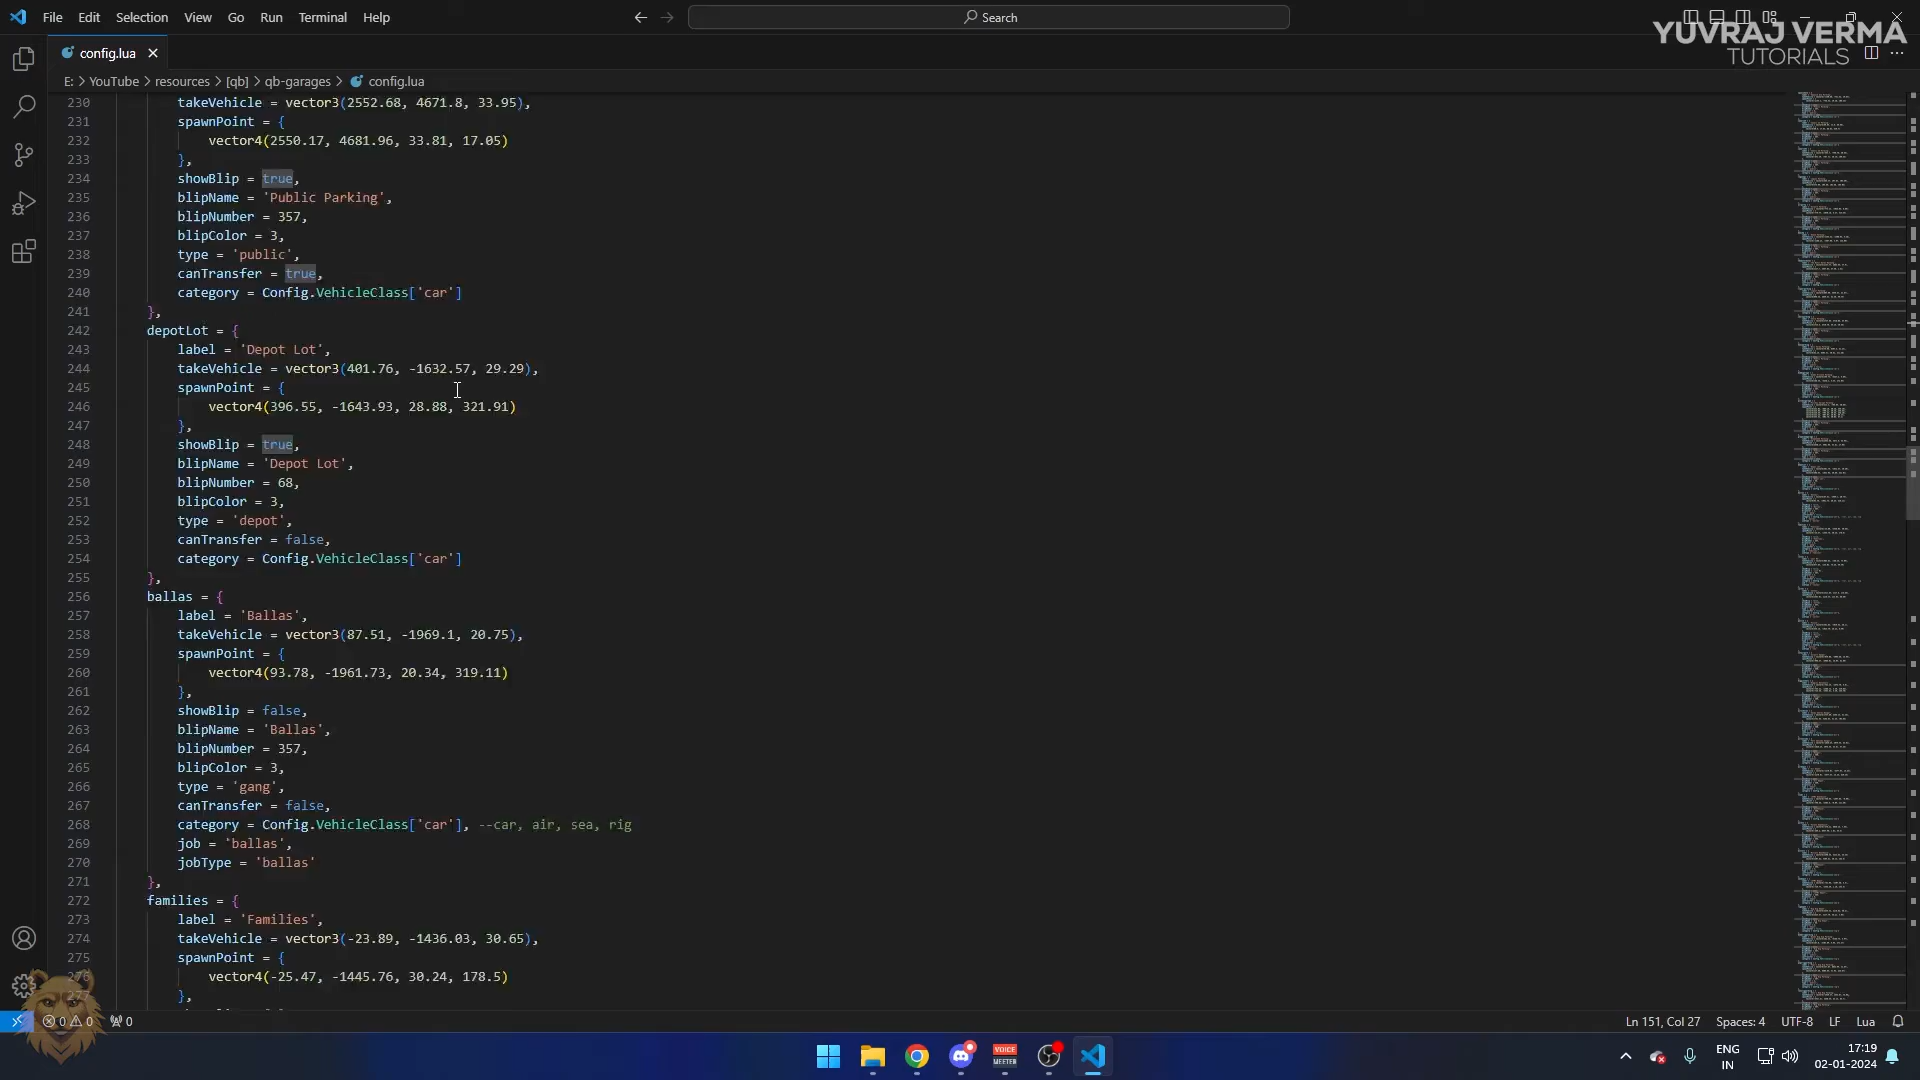 File Edit Selection View Go Run Terminal Help
Search
YUVRAJ VERMA
TUTORIALS
config.lua
E: > YouTube > resources > [qb] > qb-garages > config.lua
230 takeVehicle = vector3(2552.68, 4671.8, 33.95),
231 spawnPoint = {
232 vector4(2550.17, 4681.96, 33.81, 17.05)
233 },
234 showBlip = true,
235 blipName = 'Public Parking',
236 blipNumber = 357,
237 blipColor = 3,
238 type = 'public',
239 canTransfer = true,
240 category = Config.VehicleClass['car']
241 },
242 depotLot = {
243 label = 'Depot Lot',
244 takeVehicle = vector3(401.76, -1632.57, 29.29),
245 spawnPoint = {
246 vector4(396.55, -1643.93, 28.88, 321.91)
247 },
248 showBlip = true,
249 blipName = 'Depot Lot',
250 blipNumber = 68,
251 blipColor = 3,
252 type = 'depot',
253 canTransfer = false,
254 category = Config.VehicleClass['car']
255 },
256 ballas = {
257 label = 'Ballas',
258 takeVehicle = vector3(87.51, -1969.1, 20.75),
259 spawnPoint = {
260 vector4(93.78, -1961.73, 20.34, 319.11)
261 },
262 showBlip = false,
263 blipName = 'Ballas',
264 blipNumber = 357,
265 blipColor = 3,
266 type = 'gang',
267 canTransfer = false,
268 category = Config.VehicleClass['car'], --car, air, sea, rig
269 job = 'ballas',
270 jobType = 'ballas'
271 },
272 families = {
273 label = 'Families',
274 takeVehicle = vector3(-23.89, -1436.03, 30.65),
275 spawnPoint = {
276 vector4(-25.47, -1445.76, 30.24, 178.5)
277 },
0 0 0
Ln 151, Col 27 Spaces: 4 UTF-8 LF Lua
VOICE
MEETER
ENG
IN
17:19
02-01-2024